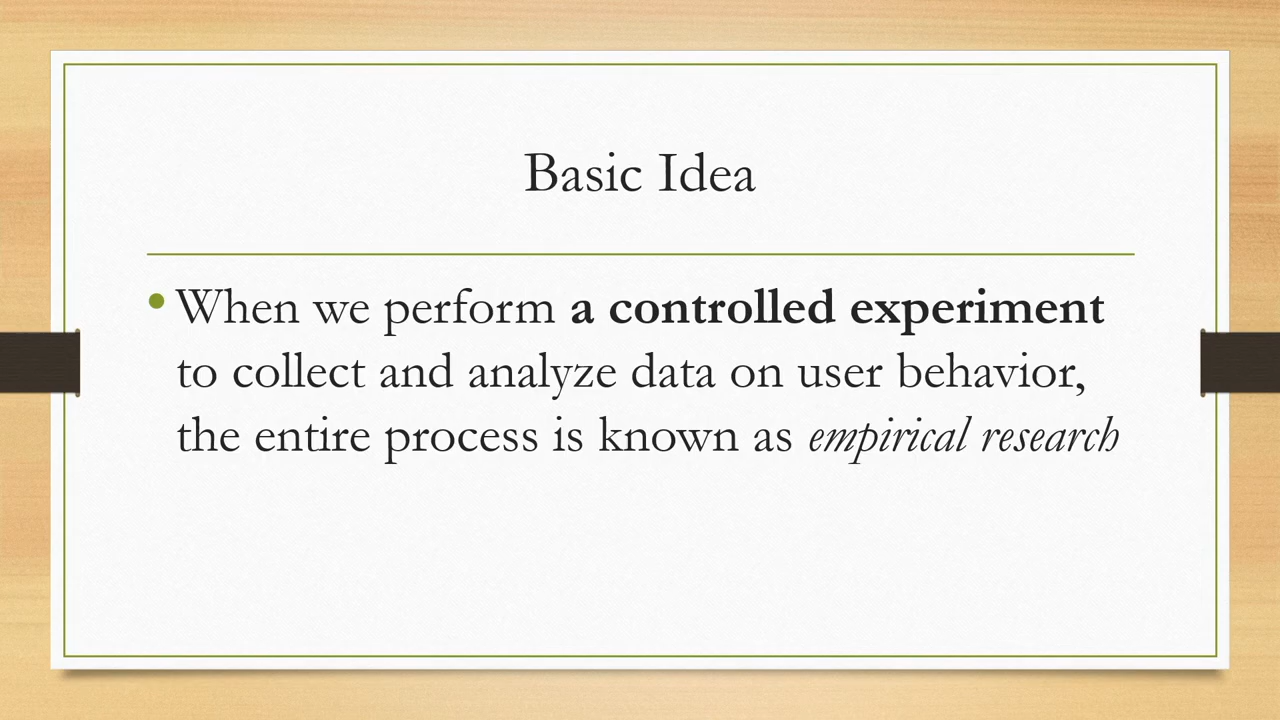 Basic Idea
• When we perform a controlled experiment
to collect and analyze data on user behavior,
the entire process is known as empirical research